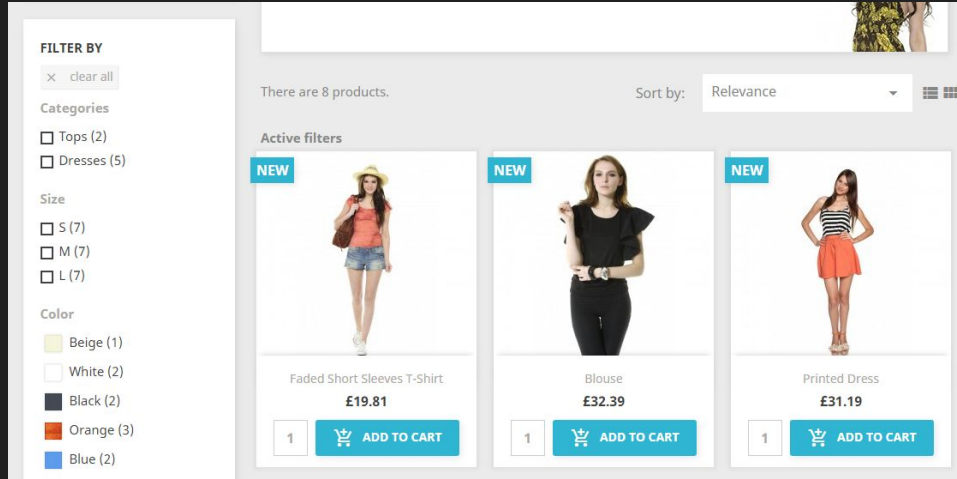 FILTER BY
× clear all
Categories
Tops (2)
Dresses (5)
Size
S (7)
M (7)
L (7)
Color
Beige (1)
White (2)
Black (2)
Orange (3)
Blue (2)
There are 8 products.
Sort by: Relevance
Active filters
NEW
Faded Short Sleeves T-Shirt
£19.81
1 ADD TO CART
NEW
Blouse
£32.39
1 ADD TO CART
NEW
Printed Dress
£31.19
1 ADD TO CART